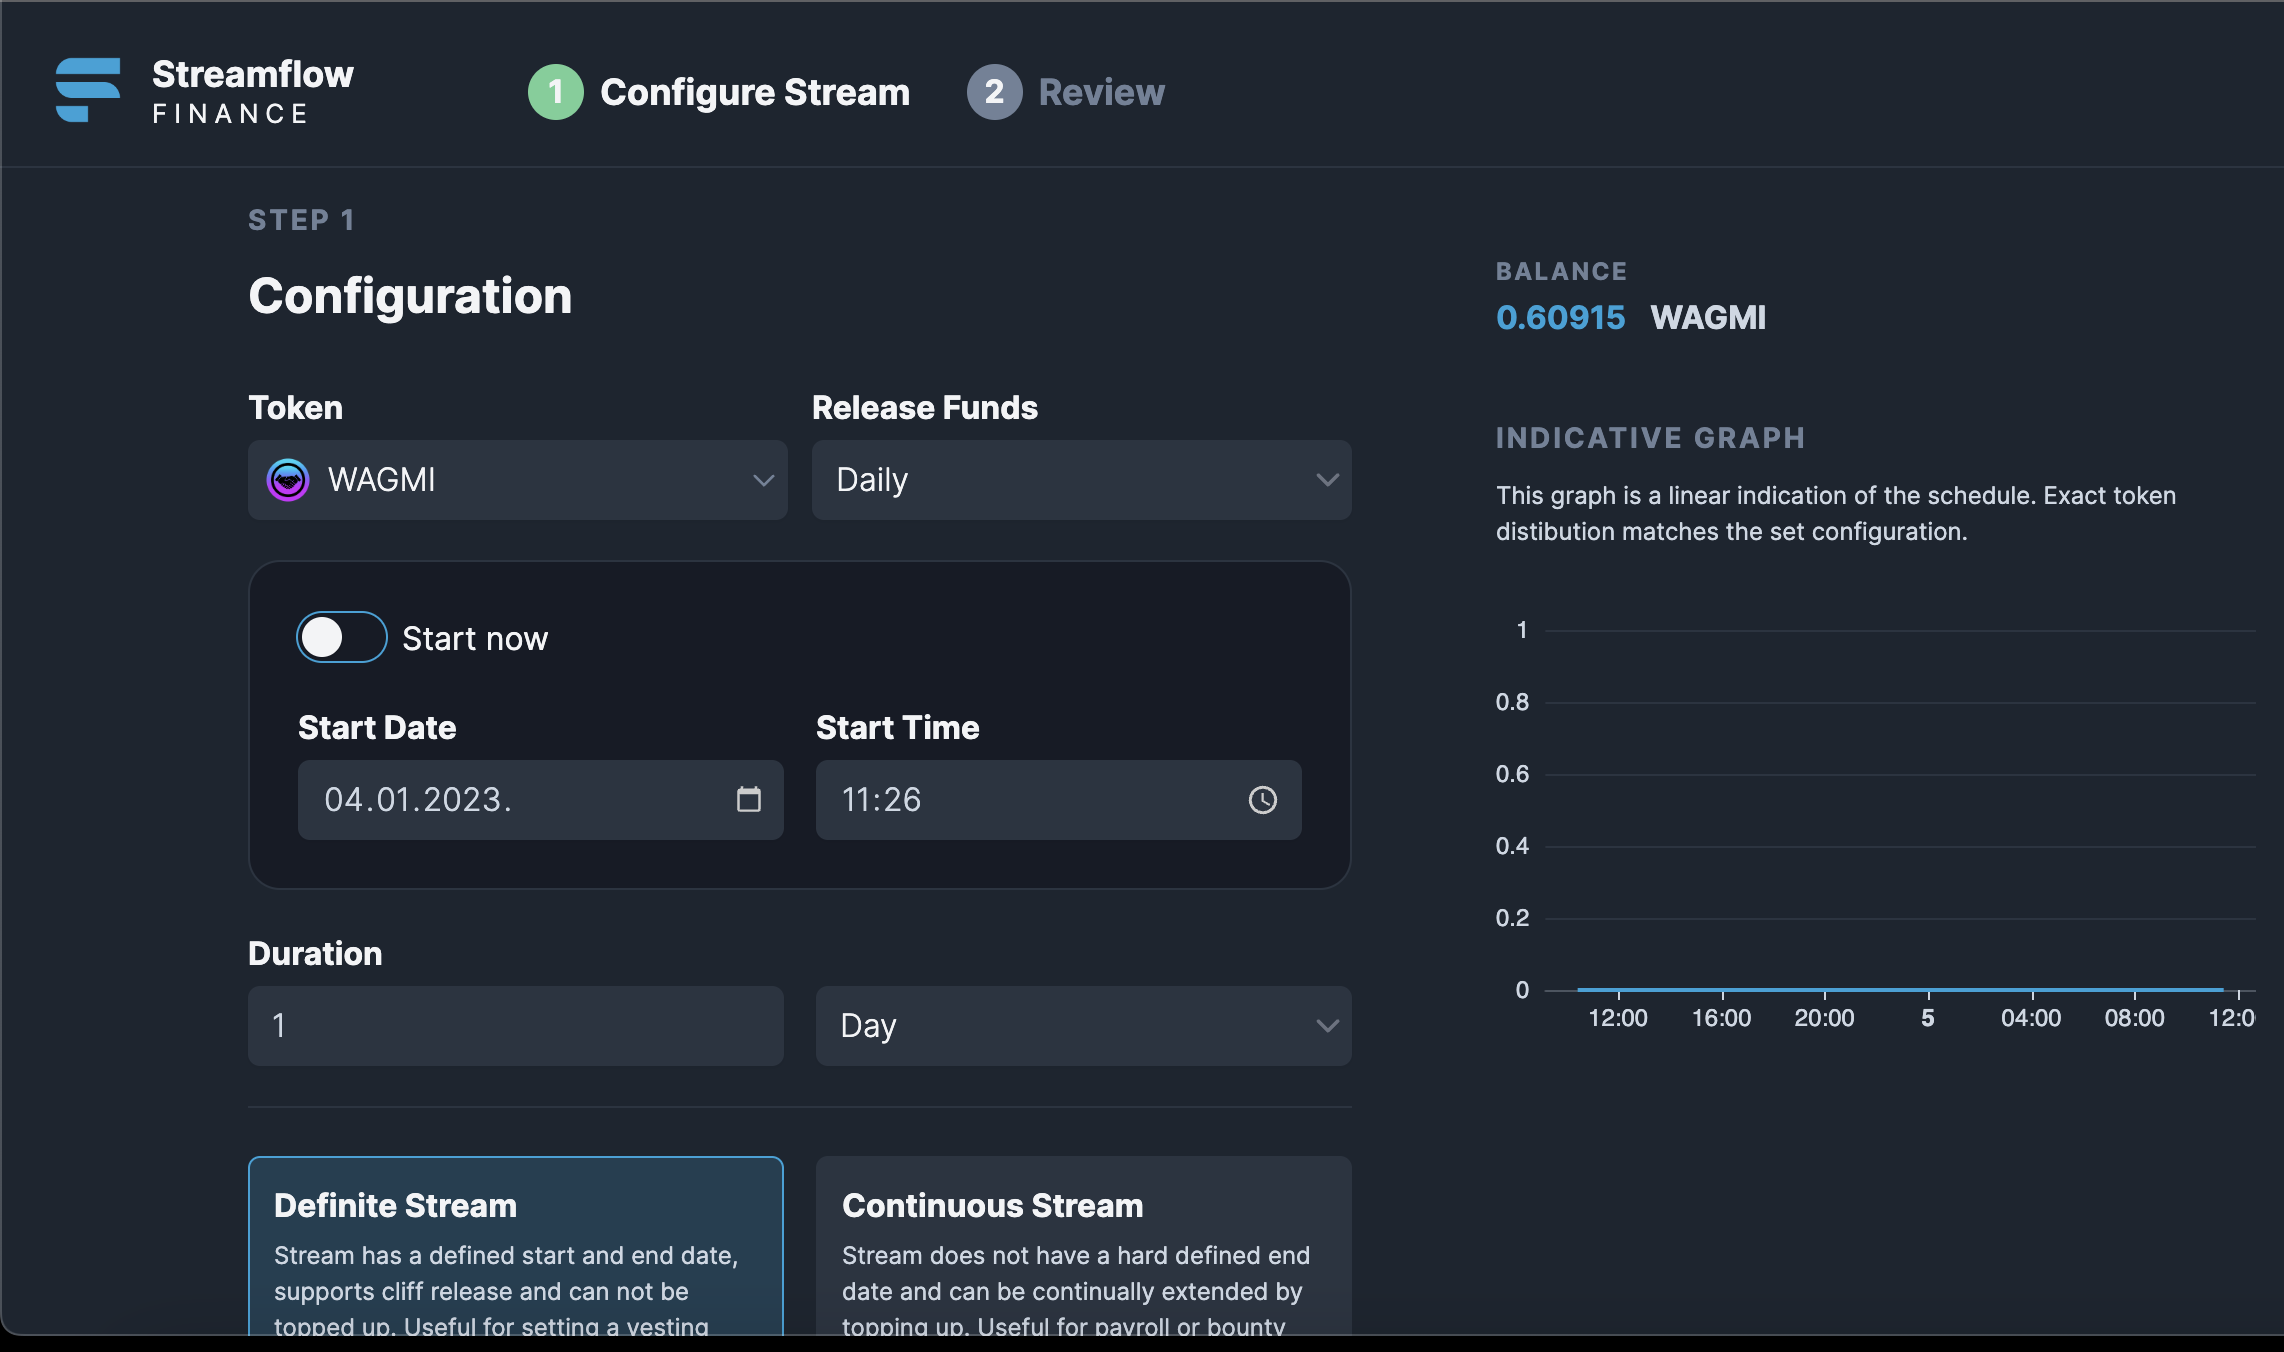 Streamflow
FINANCE
1 Configure Stream
2 Review
STEP 1
Configuration
Token
WAGMI
Release Funds
Daily
Start now
Start Date
04.01.2023.
Start Time
11:26
Duration
1
Day
Definite Stream
Stream has a defined start and end date,
supports cliff release and can not be
topped up. Useful for setting a vesting
Continuous Stream
Stream does not have a hard defined end
date and can be continually extended by
topping up. Useful for payroll or bounty
BALANCE
0.60915 WAGMI
INDICATIVE GRAPH
This graph is a linear indication of the schedule. Exact token
distibution matches the set configuration.
1
0.8
0.6
0.4
0.2
0
12:00 16:00 20:00 5 04:00 08:00 12:0